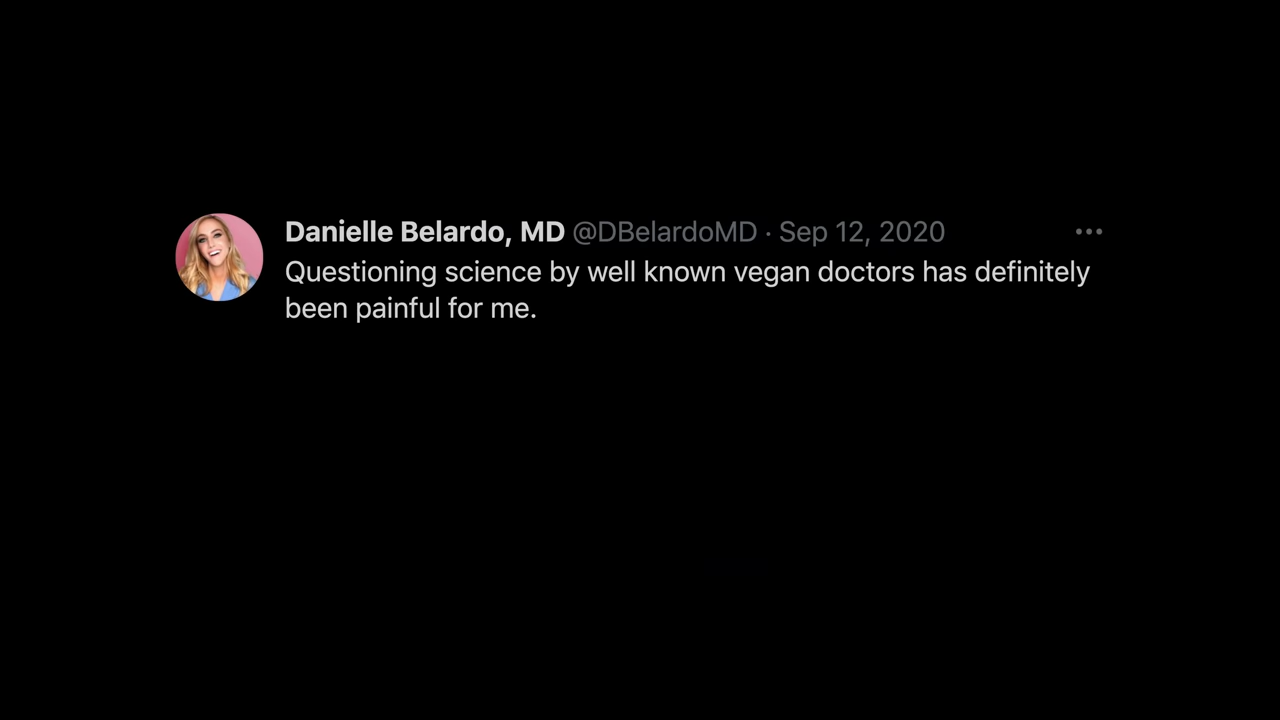 Danielle Belardo, MD @DBelardoMD · Sep 12, 2020
Questioning science by well known vegan doctors has definitely
been painful for me.